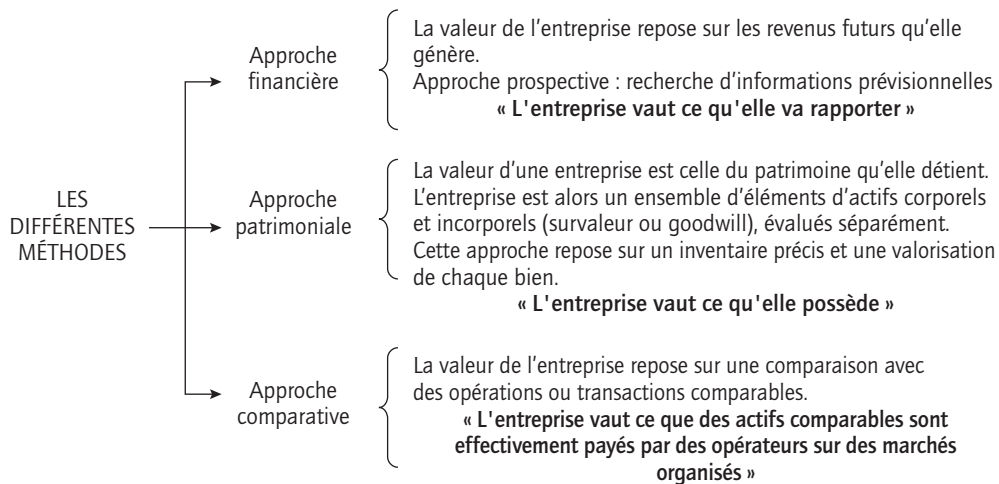 LES
DIFFÉRENTES
MÉTHODES
Approche
financière
La valeur de l’entreprise repose sur les revenus futurs qu’elle
génère.
Approche prospective : recherche d’informations prévisionnelles
« L'entreprise vaut ce qu'elle va rapporter »
Approche
patrimoniale
La valeur d’une entreprise est celle du patrimoine qu’elle détient.
L’entreprise est alors un ensemble d’éléments d’actifs corporels
et incorporels (survaleur ou goodwill), évalués séparément.
Cette approche repose sur un inventaire précis et une valorisation
de chaque bien.
« L'entreprise vaut ce qu'elle possède »
Approche
comparative
La valeur de l’entreprise repose sur une comparaison avec
des opérations ou transactions comparables.
« L'entreprise vaut ce que des actifs comparables sont
effectivement payés par des opérateurs sur des marchés
organisés »